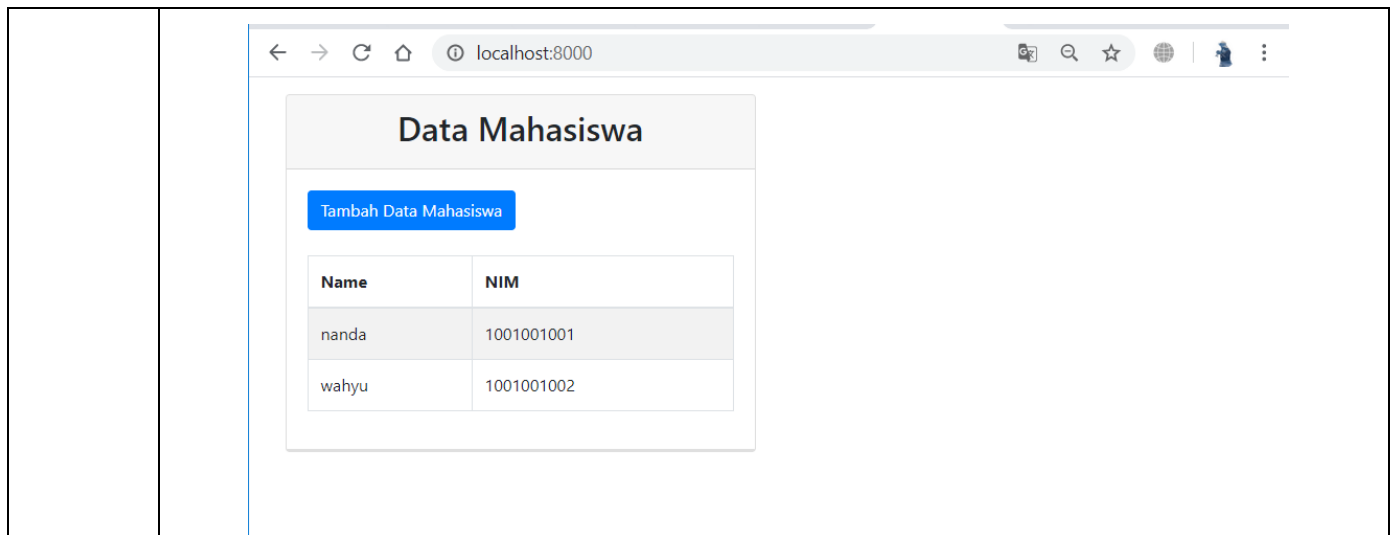 localhost:8000
Data Mahasiswa
Tambah Data Mahasiswa
Name NIM
nanda 1001001001
wahyu 1001001002